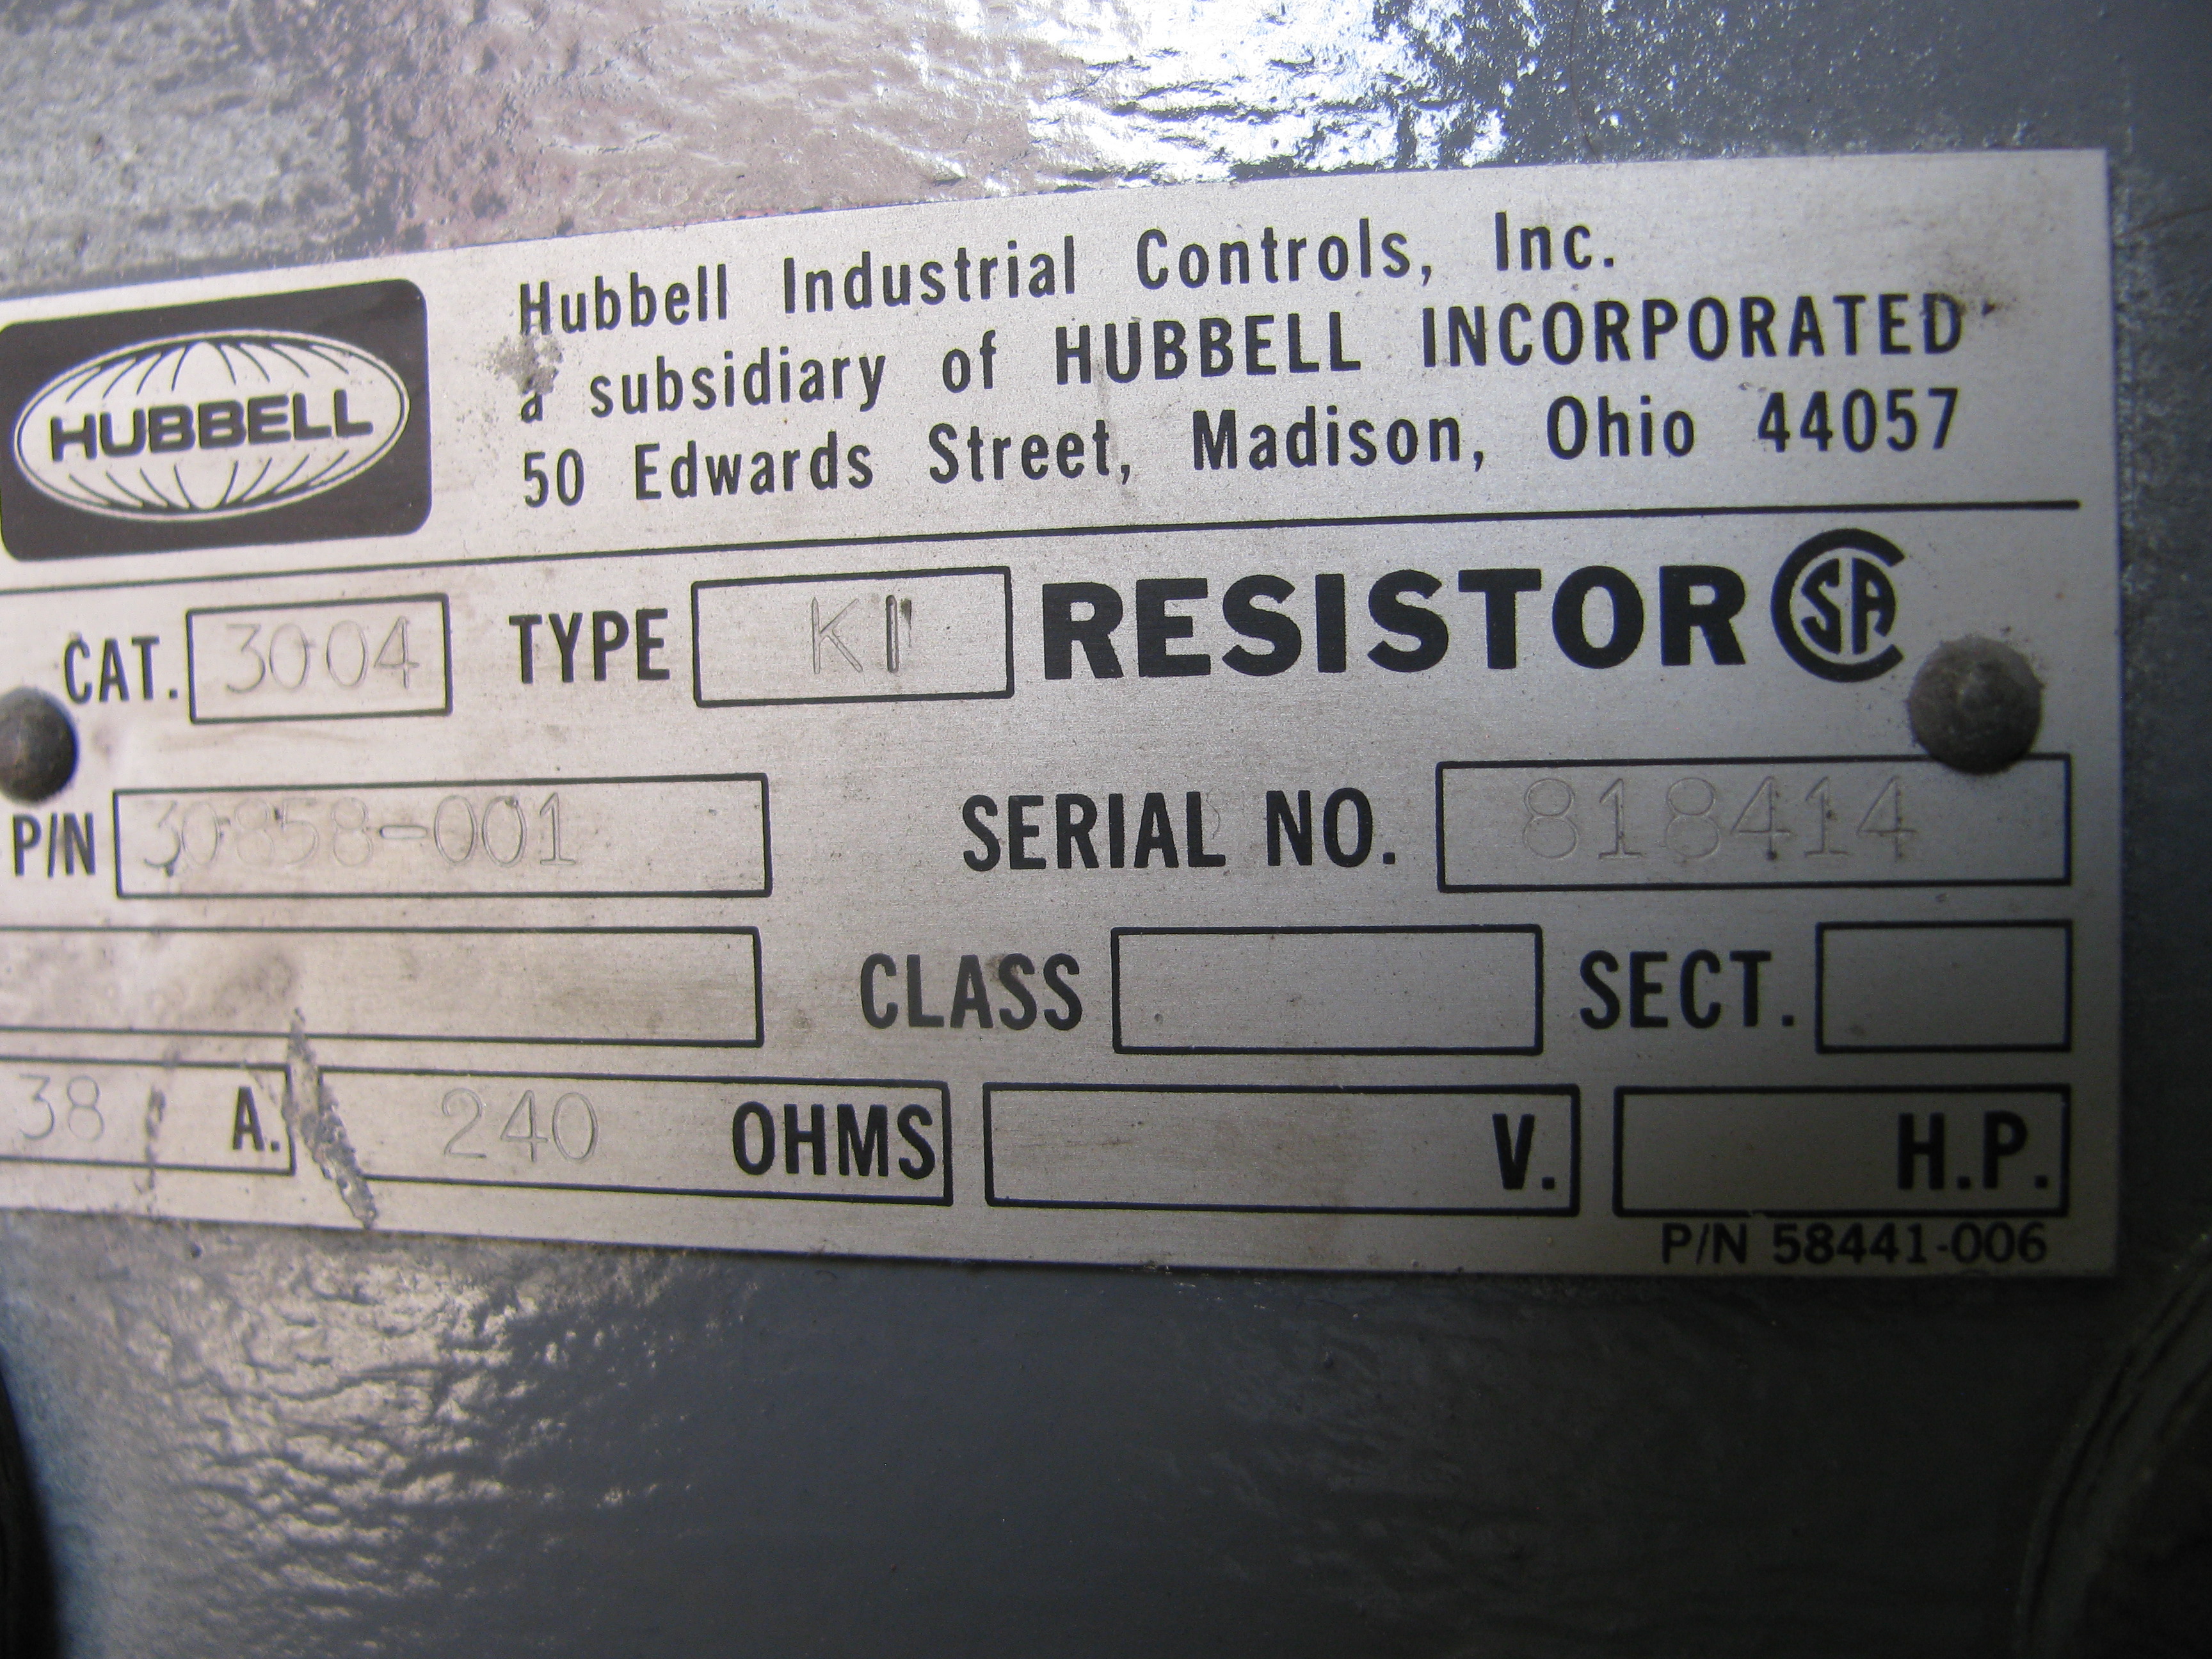 HUBBELL
Hubbell Industrial Controls, Inc.
a subsidiary of HUBBELL INCORPORATED
50 Edwards Street, Madison, Ohio 44057
CAT. 3004 TYPE RESISTOR CSA
P/N 30858-001 SERIAL NO. 818414
CLASS SECT.
38 A. 240 OHMS V. H.P.
P/N 58441-006